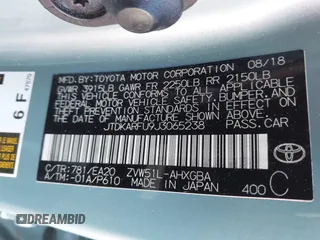 MFD. BY: TOYOTA MOTOR CORPORATION 08/18
GVWR 3915LB GAWR FR 2250LB RR 2150LB
THIS VEHICLE CONFORMS TO ALL APPLICABLE
FEDERAL MOTOR VEHICLE SAFETY, BUMPER, AND
THEFT PREVENTION STANDARDS IN EFFECT ON
THE DATE OF MANUFACTURE SHOWN ABOVE.
JTDKARFU9J3065238 PASS.CAR
C/TR: 781/EA20 ZVW51L-AHXGBA
A/TM: -01A/P610 MADE IN JAPAN
400 C
6 F
47070
DREAMBID